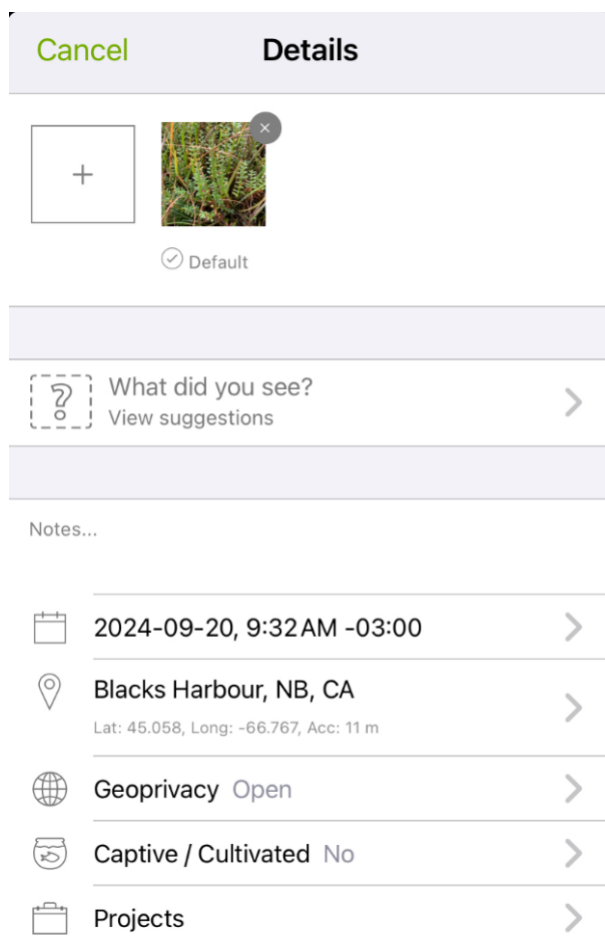 Cancel
Details
+
×
Default
?
What did you see?
View suggestions
Notes...
2024-09-20, 9:32 AM -03:00
Blacks Harbour, NB, CA
Lat: 45.058, Long: -66.767, Acc: 11 m
Geoprivacy Open
Captive / Cultivated No
Projects